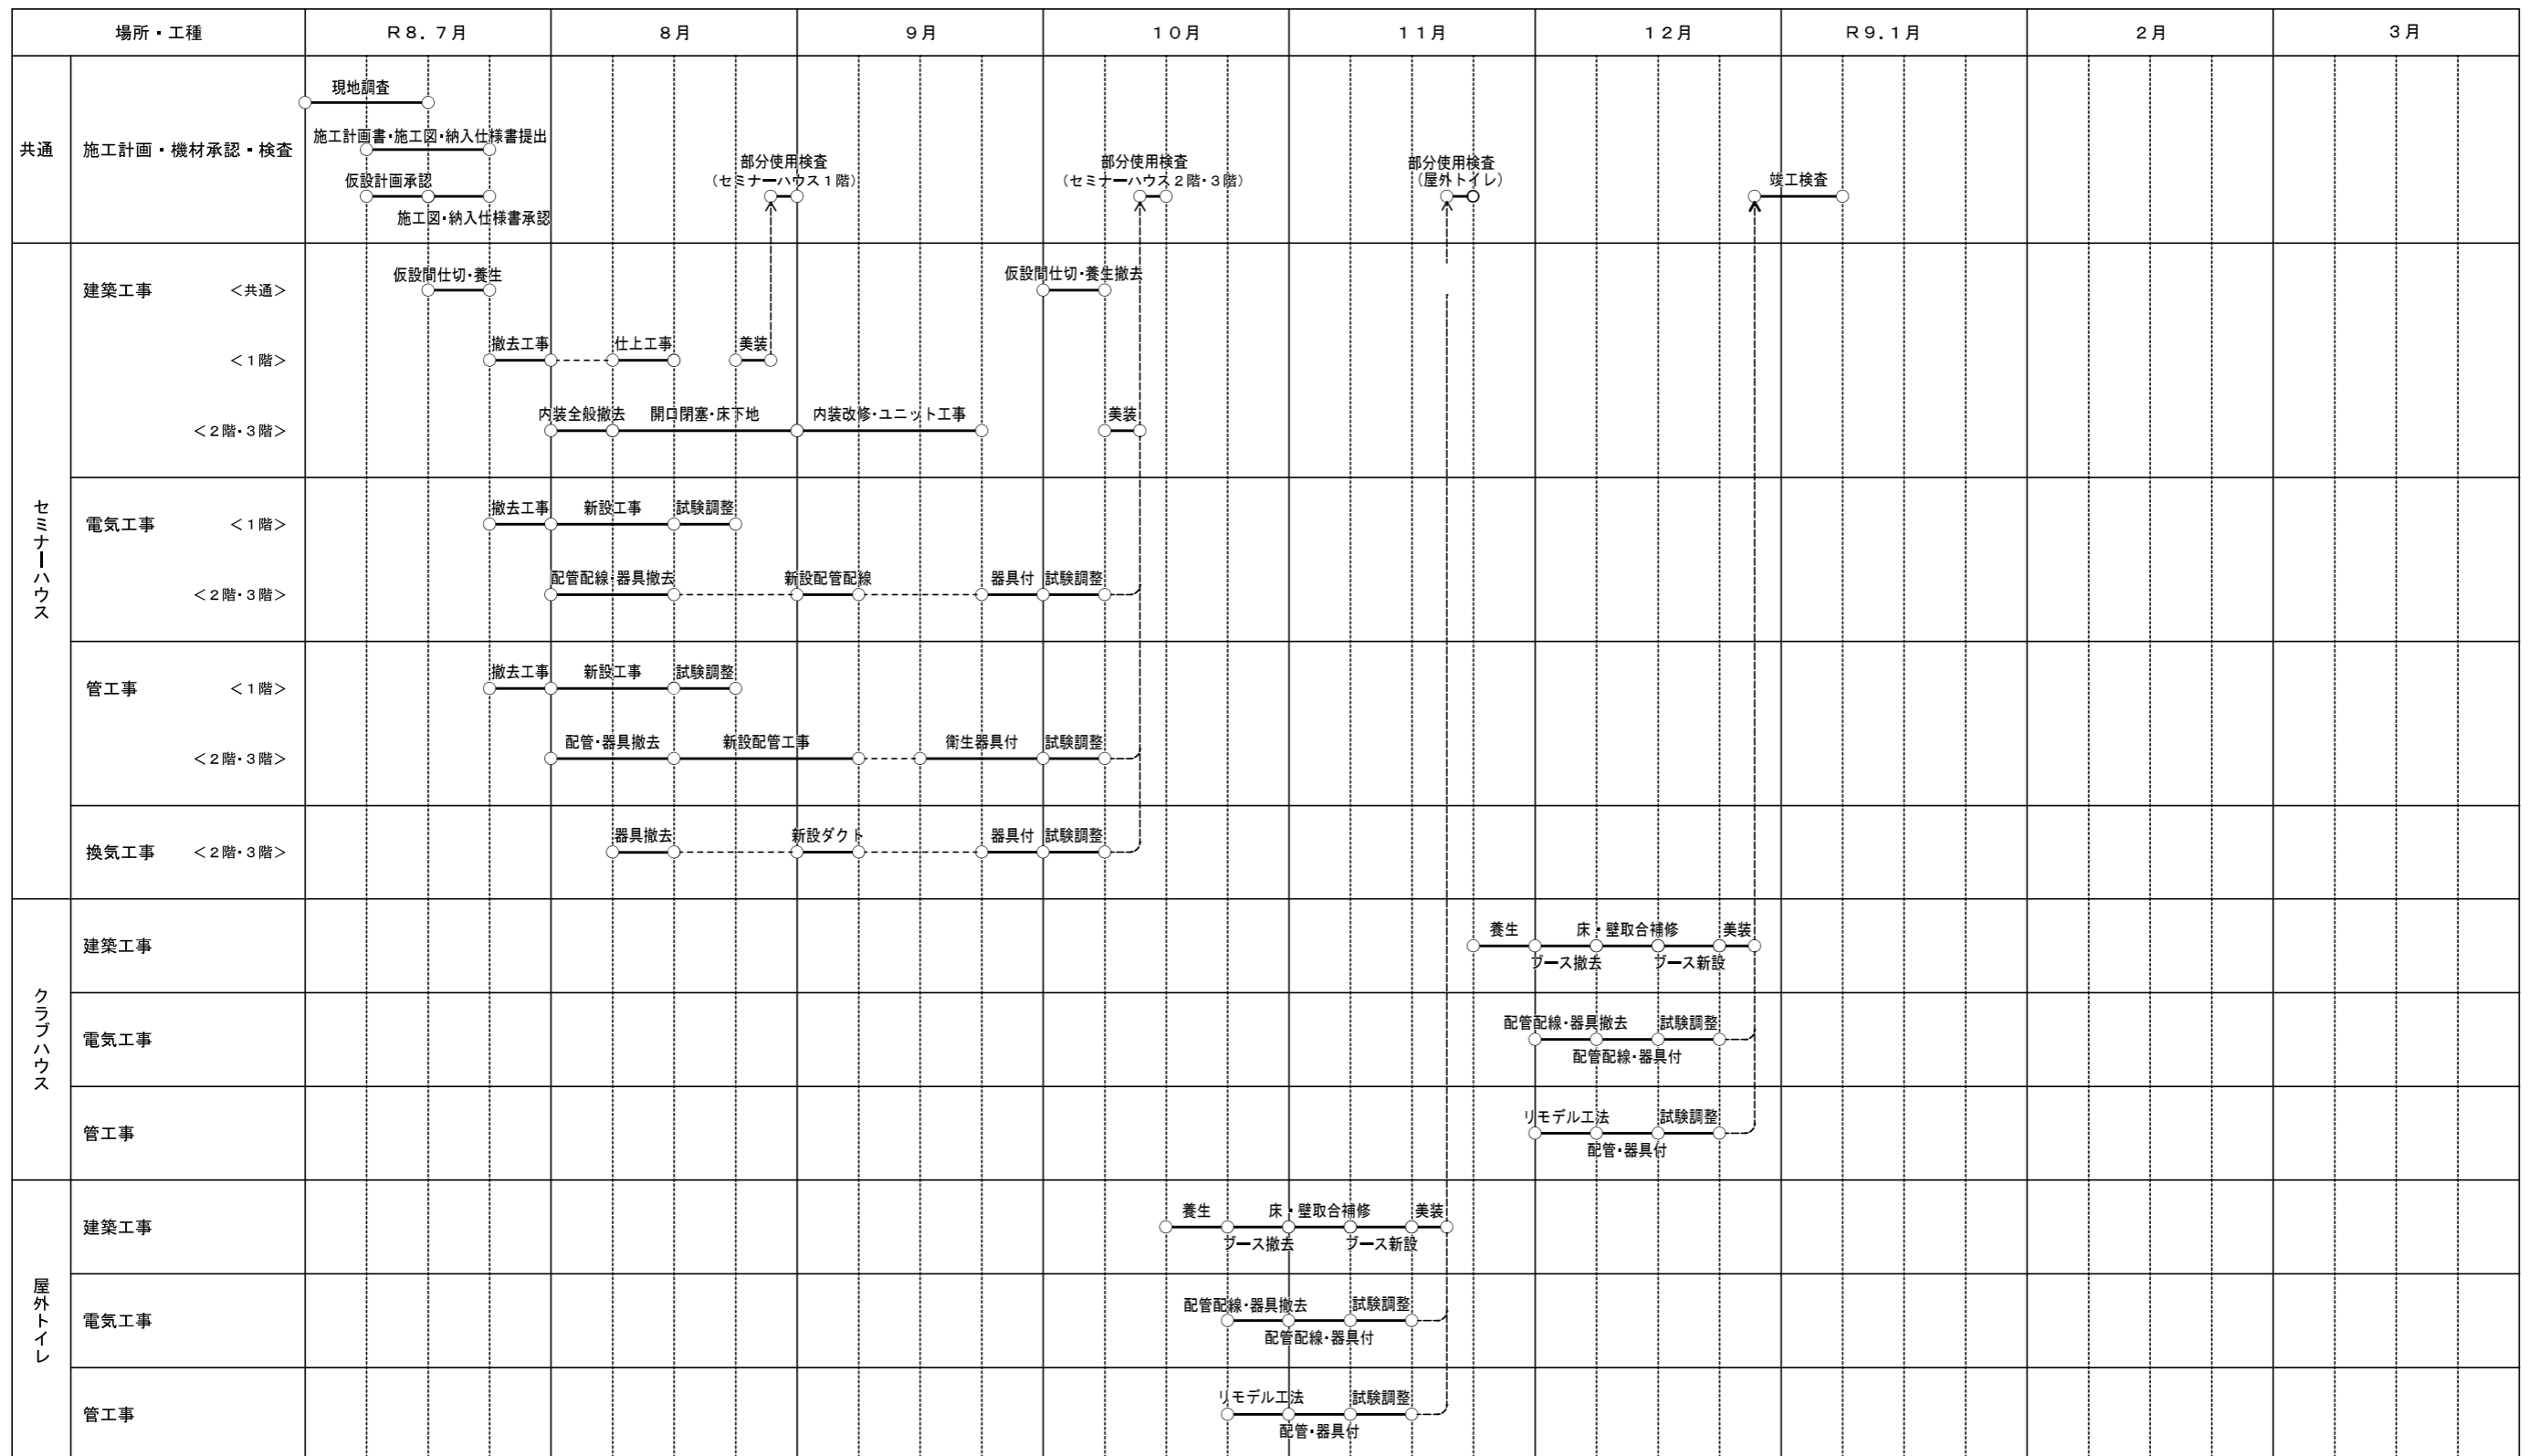 場所・工種
R8．7月
8月
9月
10月
11月
12月
R9．1月
2月
3月
共通
施工計画・機材承認・検査
現地調査
施工計画書・施工図・納入仕様書提出
仮設計画承認
施工図・納入仕様書承認
部分使用検査
（セミナーハウス1階）
部分使用検査
（セミナーハウス2階・3階）
部分使用検査
（屋外トイレ）
竣工検査
セミナーハウス
建築工事
＜共通＞
仮設間仕切・養生
仮設間仕切・養生撤去
＜1階＞
撤去工事
仕上工事
美装
＜2階・3階＞
内装全般撤去
開口閉塞・床下地
内装改修・ユニット工事
美装
電気工事
＜1階＞
撤去工事
新設工事
試験調整
＜2階・3階＞
配管配線・器具撤去
新設配管配線
器具付
試験調整
管工事
＜1階＞
撤去工事
新設工事
試験調整
＜2階・3階＞
配管・器具撤去
新設配管工事
衛生器具付
試験調整
換気工事
＜2階・3階＞
器具撤去
新設ダクト
器具付
試験調整
クラブハウス
建築工事
養生
床・壁取合補修
美装
ブース撤去
ブース新設
電気工事
配管配線・器具撤去
試験調整
配管配線・器具付
管工事
リモデル工法
試験調整
配管・器具付
屋外トイレ
建築工事
養生
床・壁取合補修
美装
ブース撤去
ブース新設
電気工事
配管配線・器具撤去
試験調整
配管配線・器具付
管工事
リモデル工法
試験調整
配管・器具付